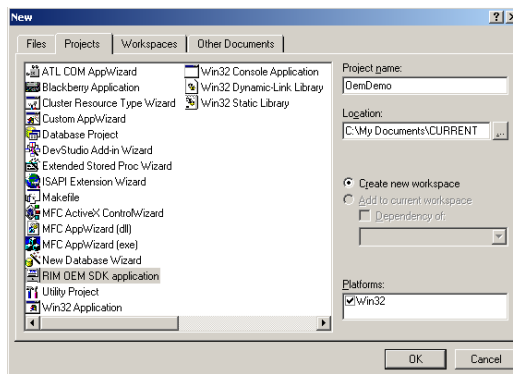 New
Files
Projects
Workspaces
Other Documents
ATL COM AppWizard
Blackberry Application
Cluster Resource Type Wizard
Custom AppWizard
Database Project
DevStudio Add-in Wizard
Extended Stored Proc Wizard
ISAPI Extension Wizard
Makefile
MFC ActiveX ControlWizard
MFC AppWizard (dll)
MFC AppWizard (exe)
New Database Wizard
RIM OEM SDK application
Utility Project
Win32 Application
Win32 Console Application
Win32 Dynamic-Link Library
Win32 Static Library
Project name:
OemDemo
Location:
C:\My Documents\CURRENT
...
Create new workspace
Add to current workspace
Dependency of:
Platforms:
Win32
OK
Cancel